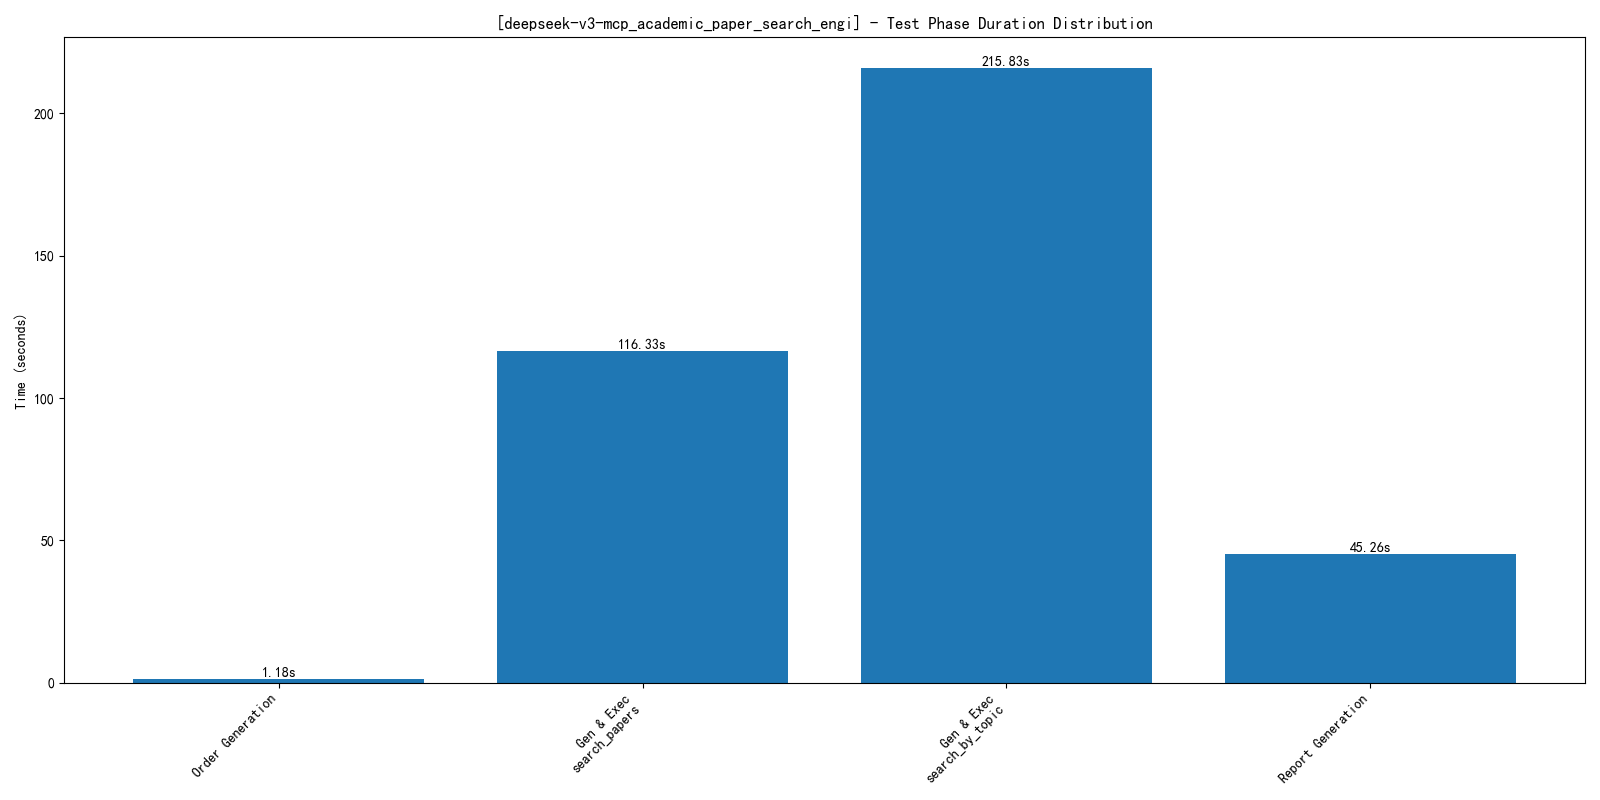 [deepseek-v3-mcp_academic_paper_search_engi] - Test Phase Duration Distribution
215.83s
200
150
Time (seconds)
116.33s
100
50
45.26s
1.18s
0
Order Generation
Gen & Exec
search_papers
Gen & Exec
search_by_topic
Report Generation